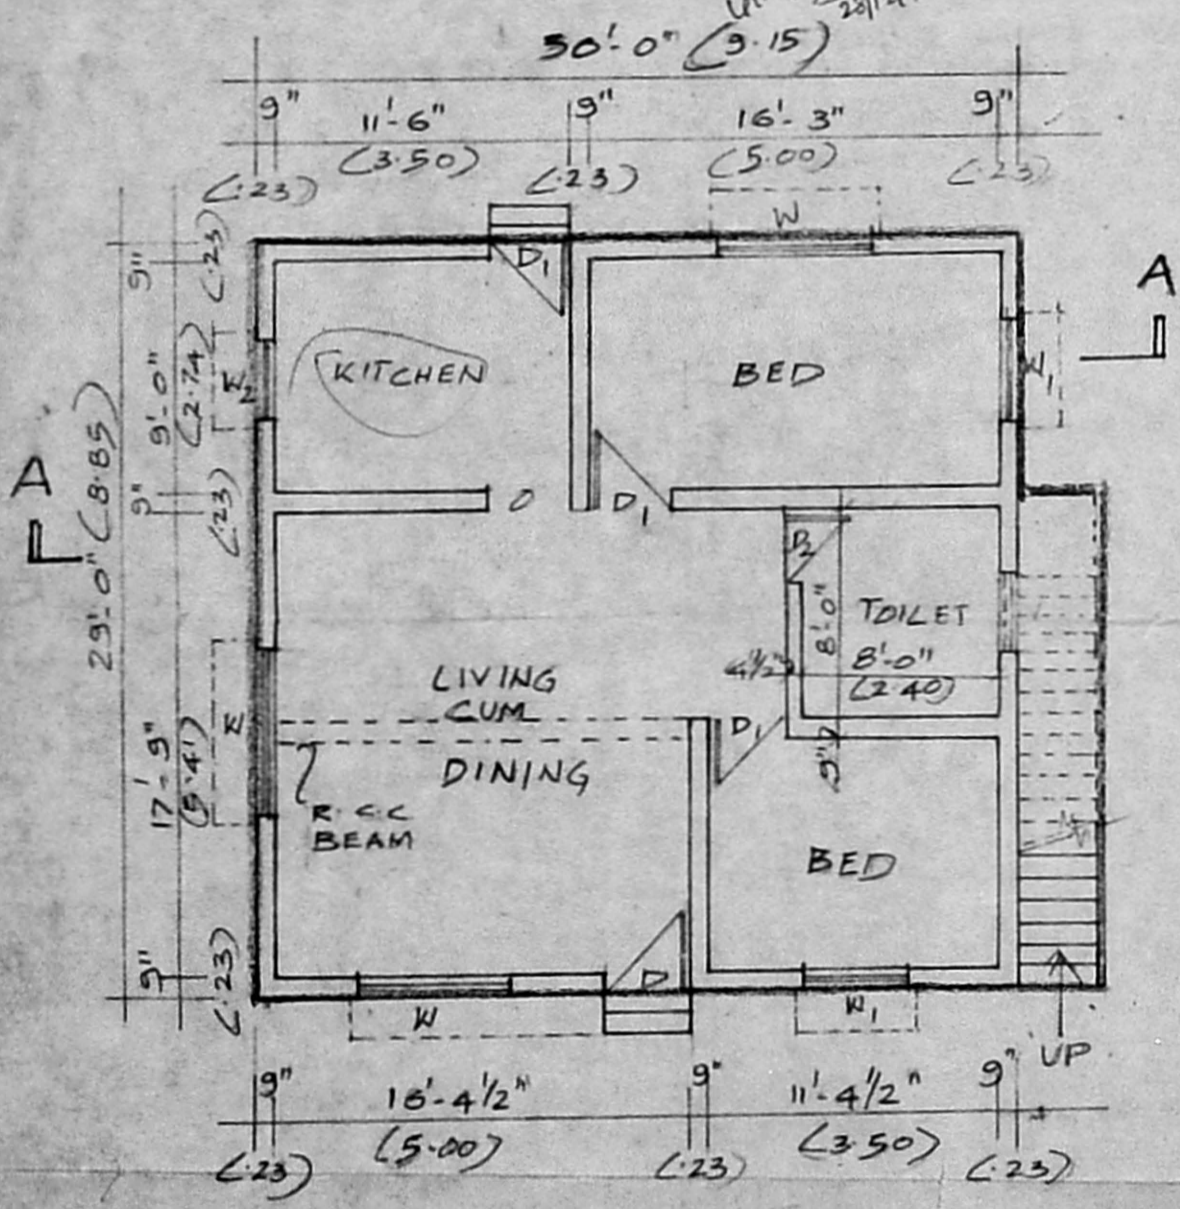 30'-0" (9.15)
9" 11'-6" 9" 16'-3" 9"
(.23) (3.50) (.23) (5.00) (.23)
W
D1
A
9" (.23)
KITCHEN
BED
W1
W2
9'-0" (2.74)
29'-0" (8.85)
A
9" (.23)
O
D1
D2
8'-0"
TOILET
8'-0"
(2.40)
4½"
LIVING
CUM
DINING
D1
9"
W
17'-9" (5.41)
R.C.C
BEAM
BED
9" (.23)
D
W
W1
UP
9" 16'-4½" 9" 11'-4½" 9"
(.23) (5.00) (.23) (3.50) (.23)